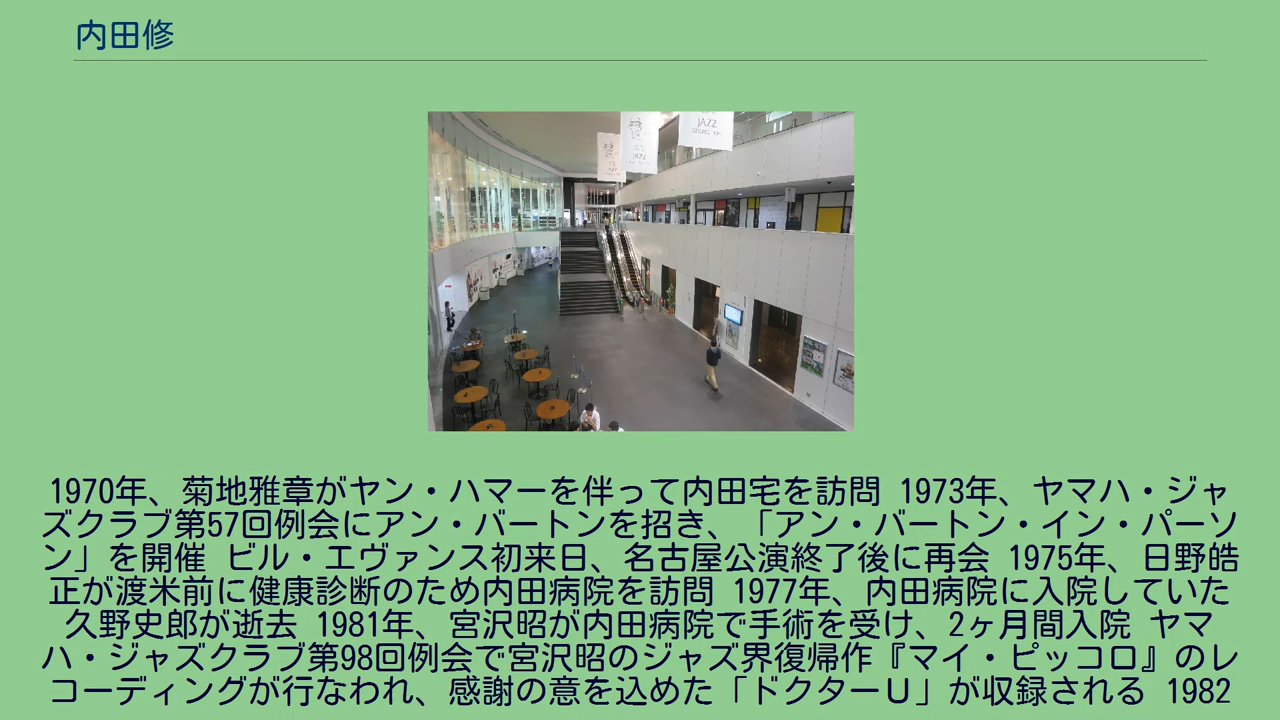 内田修
JAZZ
JAZZ
JAZZ
1970年、菊地雅章がヤン・ハマーを伴って内田宅を訪問 1973年、ヤマハ・ジャ
ズクラブ第57回例会にアン・バートンを招き、「アン・バートン・イン・パーソ
ン」を開催 ビル・エヴァンス初来日、名古屋公演終了後に再会 1975年、日野皓
正が渡米前に健康診断のため内田病院を訪問 1977年、内田病院に入院していた
久野史郎が逝去 1981年、宮沢昭が内田病院で手術を受け、2ヶ月間入院 ヤマ
ハ・ジャズクラブ第98回例会で宮沢昭のジャズ界復帰作『マイ・ピッコロ』のレ
コーディングが行なわれ、感謝の意を込めた「ドクターＵ」が収録される 1982